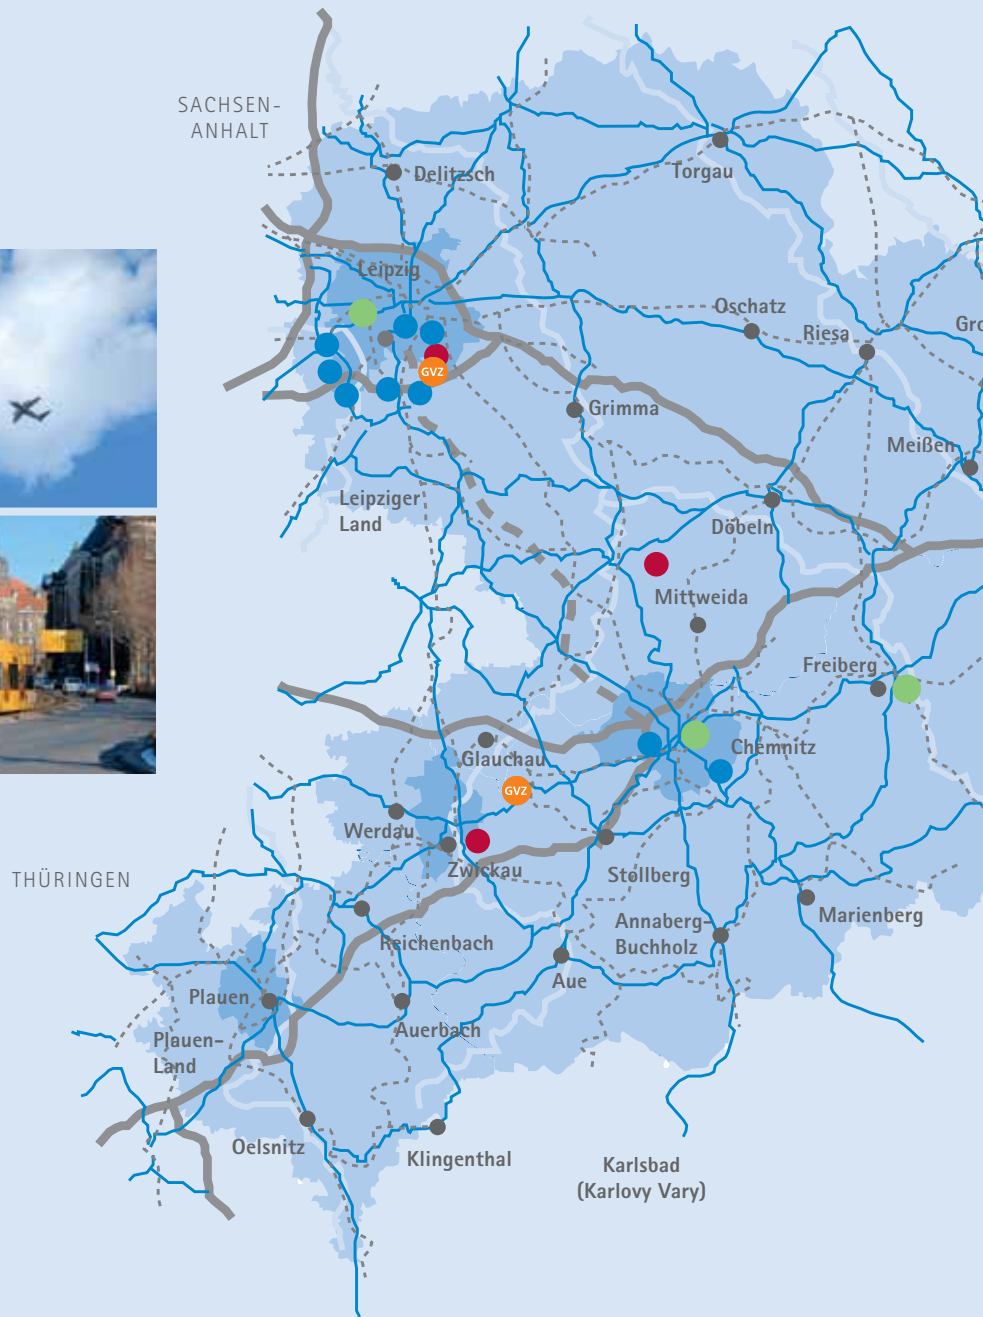 SACHSEN-
ANHALT
Delitzsch
Torgau
Leipzig
Oschatz
Riesa
Gro
GVZ
Grimma
Meißen
Leipziger
Land
Döbeln
Mittweida
Freiberg
Chemnitz
Glauchau
GVZ
Werdau
Zwickau
THÜRINGEN
Stollberg
Annaberg-
Buchholz
Marienberg
Reichenbach
Aue
Plauen
Auerbach
Plauen-
Land
Oelsnitz
Klingenthal
Karlsbad
(Karlovy Vary)